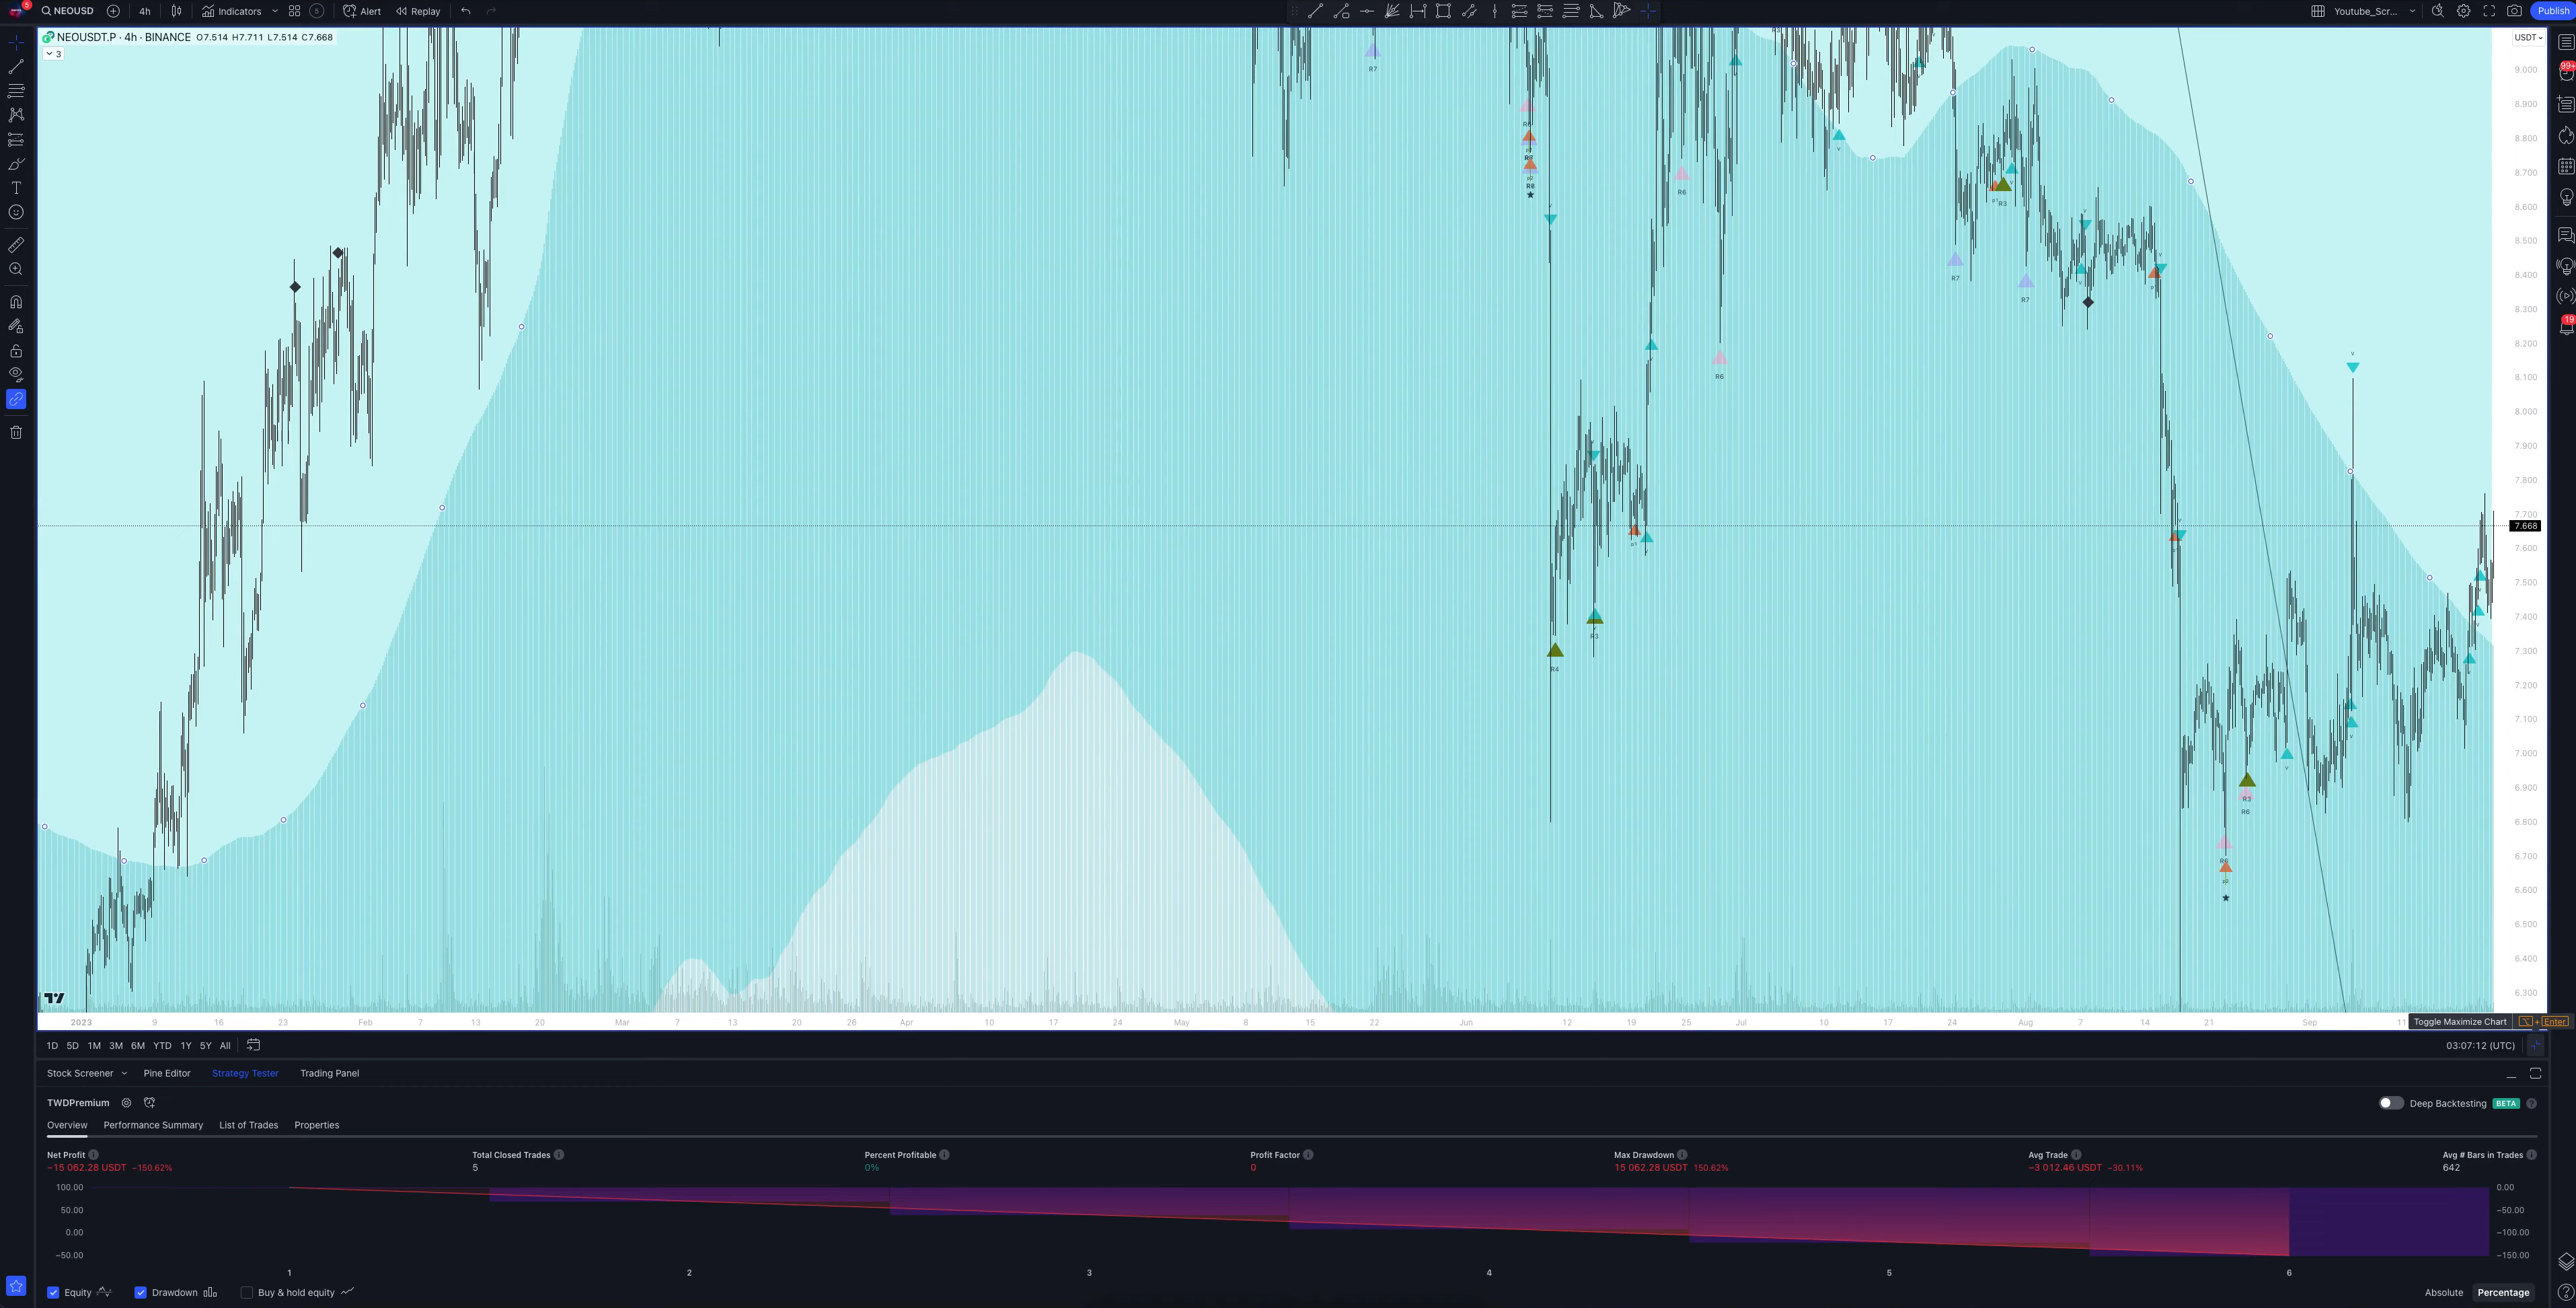 5
NEOUSD
4h
Indicators
5
Alert
Replay
Youtube_Scr...
Publish
NEOUSDT.P · 4h · BINANCE O7.514 H7.711 L7.514 C7.668
3
USDT
99+
19
9.000
8.900
8.800
8.700
8.600
8.500
8.400
8.300
8.200
8.100
8.000
7.900
7.800
7.700
7.668
7.600
7.500
7.400
7.300
7.200
7.100
7.000
6.900
6.800
6.700
6.600
6.500
6.400
6.300
R7
R6
R6
R7
R3
R7
R4
R3
R3
R6
2023 9 16 23 Feb 7 13 20 Mar 7 13 20 26 Apr 10 17 24 May 8 15 22 Jun 12 19 25 Jul 10 17 24 Aug 7 14 21 Sep 11
Toggle Maximize Chart ⌥ + Enter
1D 5D 1M 3M 6M YTD 1Y 5Y All
03:07:12 (UTC)
Stock Screener Pine Editor Strategy Tester Trading Panel
TWDPremium
Deep Backtesting BETA
Overview Performance Summary List of Trades Properties
Net Profit Total Closed Trades Percent Profitable Profit Factor Max Drawdown Avg Trade Avg # Bars in Trades
−15 062.28 USDT −150.62% 5 0% 0 15 062.28 USDT 150.62% −3 012.46 USDT −30.11% 642
100.00 0.00
50.00 −50.00
0.00 −100.00
−50.00 −150.00
1 2 3 4 5 6
Equity Drawdown Buy & hold equity
Absolute Percentage